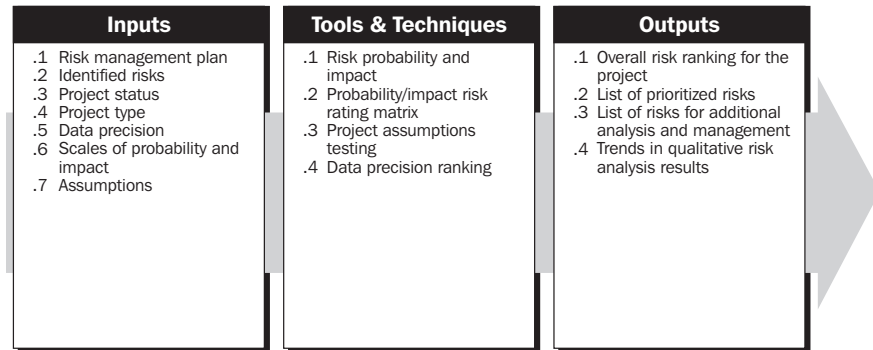 Inputs
.1 Risk management plan
.2 Identified risks
.3 Project status
.4 Project type
.5 Data precision
.6 Scales of probability and
impact
.7 Assumptions
Tools & Techniques
.1 Risk probability and
impact
.2 Probability/impact risk
rating matrix
.3 Project assumptions
testing
.4 Data precision ranking
Outputs
.1 Overall risk ranking for the
project
.2 List of prioritized risks
.3 List of risks for additional
analysis and management
.4 Trends in qualitative risk
analysis results